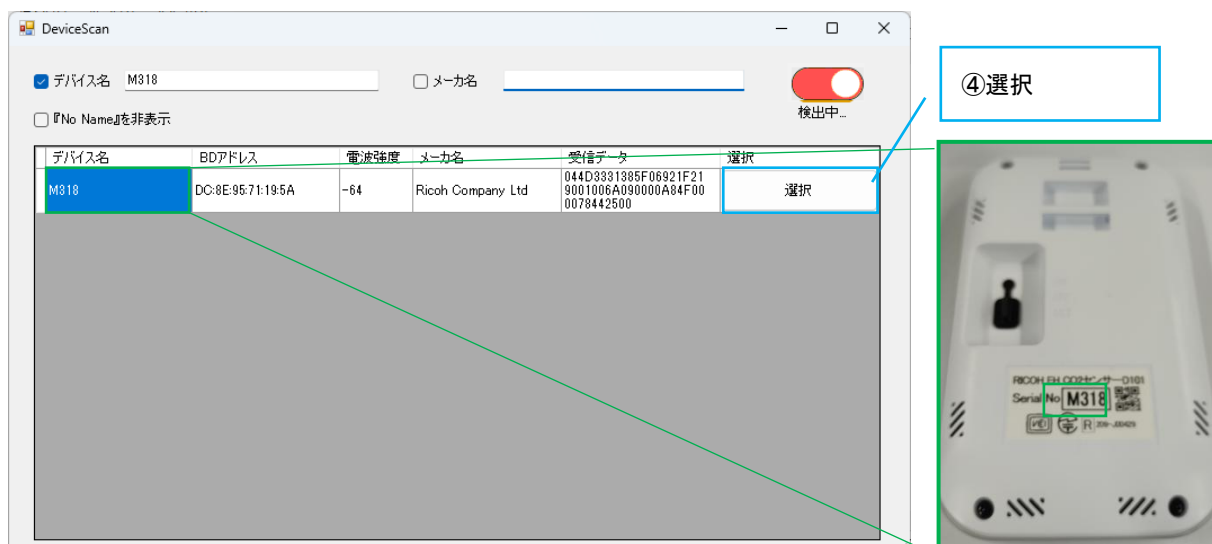 DeviceScan
デバイス名 M318 メーカ名
検出中...
『No Name』を非表示
④選択
デバイス名 BDアドレス 電波強度 メーカ名 受信データ 選択
M318 DC:8E:95:71:19:5A -64 Ricoh Company Ltd 選択
044D3331385F06921F21
9001006A090000A84F00
0078442500
RICOH EH CO2センサーD101
Serial No M318
R